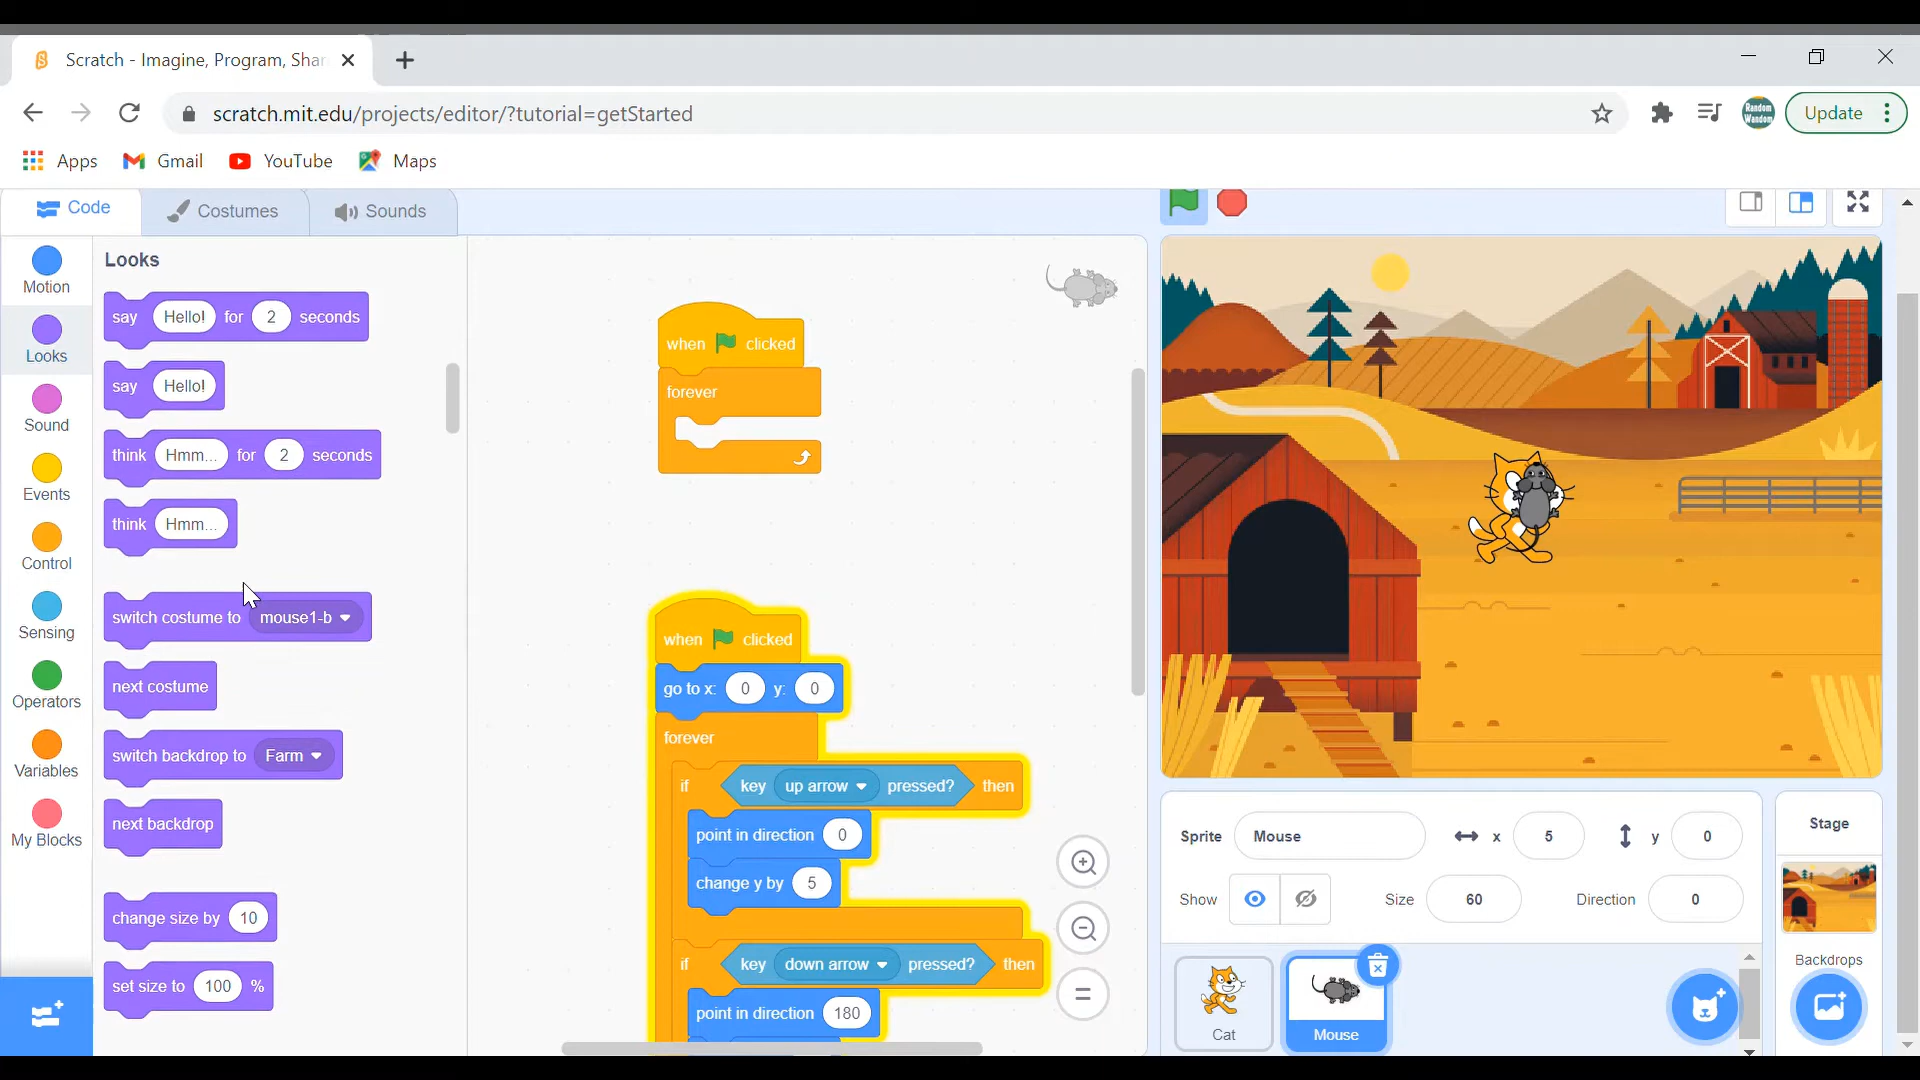 Scratch - Imagine, Program, Shar
scratch.mit.edu/projects/editor/?tutorial=getStarted
Random Wandom
Update
Apps
Gmail
YouTube
Maps
Code
Costumes
Sounds
Motion
Looks
Sound
Events
Control
Sensing
Operators
Variables
My Blocks
Looks
say Hello! for 2 seconds
say Hello!
think Hmm... for 2 seconds
think Hmm...
switch costume to mouse1-b
next costume
switch backdrop to Farm
next backdrop
change size by 10
set size to 100 %
when clicked
forever
when clicked
go to x: 0 y: 0
forever
if key up arrow pressed? then
point in direction 0
change y by 5
if key down arrow pressed? then
point in direction 180
Sprite Mouse x 5 y 0
Show Size 60 Direction 0
Cat
Mouse
Stage
Backdrops